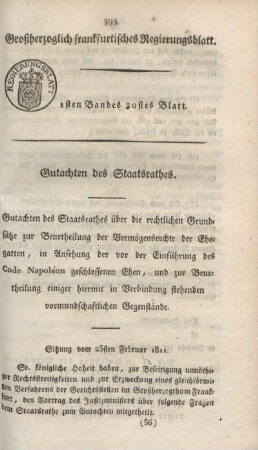 393
Großherzoglich frankfurtisches Regierungsblatt.
REGIERUNGSBLATT
1sten Bandes 30stes Blatt.
Gutachten des Staatsrathes.
Gutachten des Staatsrathes über die rechtlichen Grund-
sätze zur Beurtheilung der Vermögensrechte der Ehe-
gatten, in Ansehung der vor der Einführung des
Code Napoléon geschlossenen Ehen, und zur Beur-
theilung einiger hiermit in Verbindung stehenden
vormundschaftlichen Gegenstände.
Sitzung vom 23sten Februar 1811.
Se. königliche Hoheit haben, zur Beseitigung unnöthi-
ger Rechtsstreitigkeiten und zur Erzweckung eines gleichförmi-
gen Verfahrens der Gerichtsstellen im Großherzogthum Frank-
furt, den Vortrag des Justizministers über folgende Fragen
dem Staatsrathe zum Gutachten mitgetheilt.
(56)